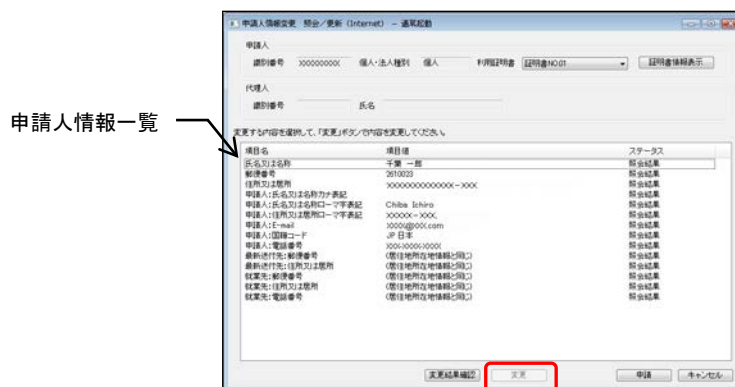 申請人情報変更 照会/更新 (Internet) - 通常起動
申請人
識別番号 XXXXXXXXX 個人・法人種別 個人 利用証明書 証明書NO.01 証明書情報表示
代理人
識別番号 氏名
申請人情報一覧
変更する内容を選択して、「変更」ボタンで内容を変更してください。
項目名 項目値 ステータス
氏名又は名称 千葉 一郎 照会結果
郵便番号 2610023 照会結果
住所又は居所 XXXXXXXXXXXXX-XXX 照会結果
申請人:氏名又は名称カナ表記 照会結果
申請人:氏名又は名称ローマ字表記 Chiba Ichiro 照会結果
申請人:住所又は居所ローマ字表記 XXXXX-XXX, 照会結果
申請人:E-mail XXXX@XXX.com 照会結果
申請人:国籍コード JP 日本 照会結果
申請人:電話番号 XXX-XXXX-XXXX 照会結果
最新送付先:郵便番号 (居住地所在地情報と同じ) 照会結果
最新送付先:住所又は居所 (居住地所在地情報と同じ) 照会結果
就業先:郵便番号 (居住地所在地情報と同じ) 照会結果
就業先:住所又は居所 (居住地所在地情報と同じ) 照会結果
就業先:電話番号 (居住地所在地情報と同じ) 照会結果
変更結果確認 変更 申請 キャンセル